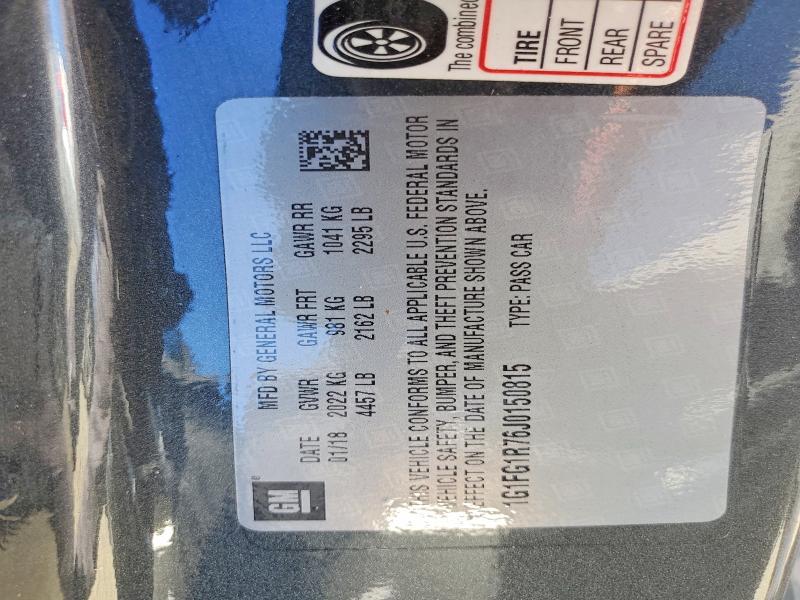 GM
MFD BY GENERAL MOTORS LLC
DATE GVWR GAWR FRT GAWR RR
01/18 2022 KG 981 KG 1041 KG
4457 LB 2162 LB 2295 LB
THIS VEHICLE CONFORMS TO ALL APPLICABLE U.S. FEDERAL MOTOR
VEHICLE SAFETY, BUMPER, AND THEFT PREVENTION STANDARDS IN
EFFECT ON THE DATE OF MANUFACTURE SHOWN ABOVE.
1G1FG1R76J0150815 TYPE: PASS CAR
The combined
TIRE
FRONT
REAR
SPARE